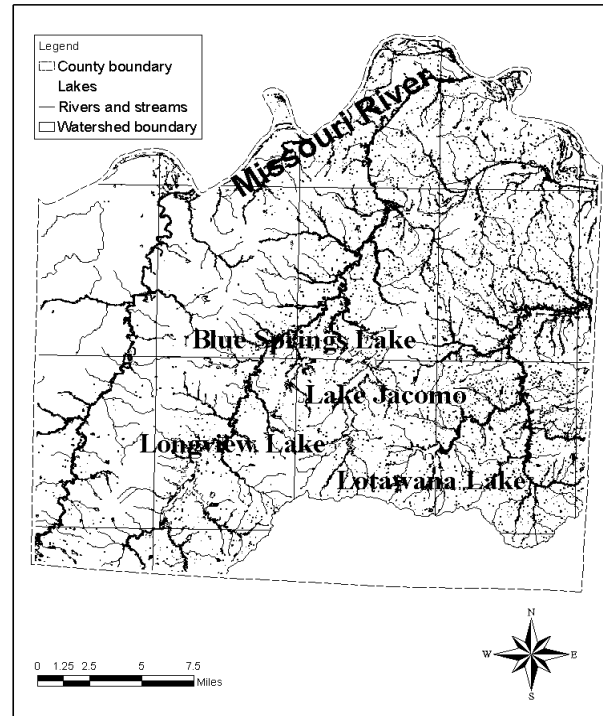 Legend
County boundary
Lakes
Rivers and streams
Watershed boundary
Missouri River
Blue Springs Lake
Lake Jacomo
Longview Lake
Lotawana Lake
N
W E
S
0 1.25 2.5 5 7.5
Miles